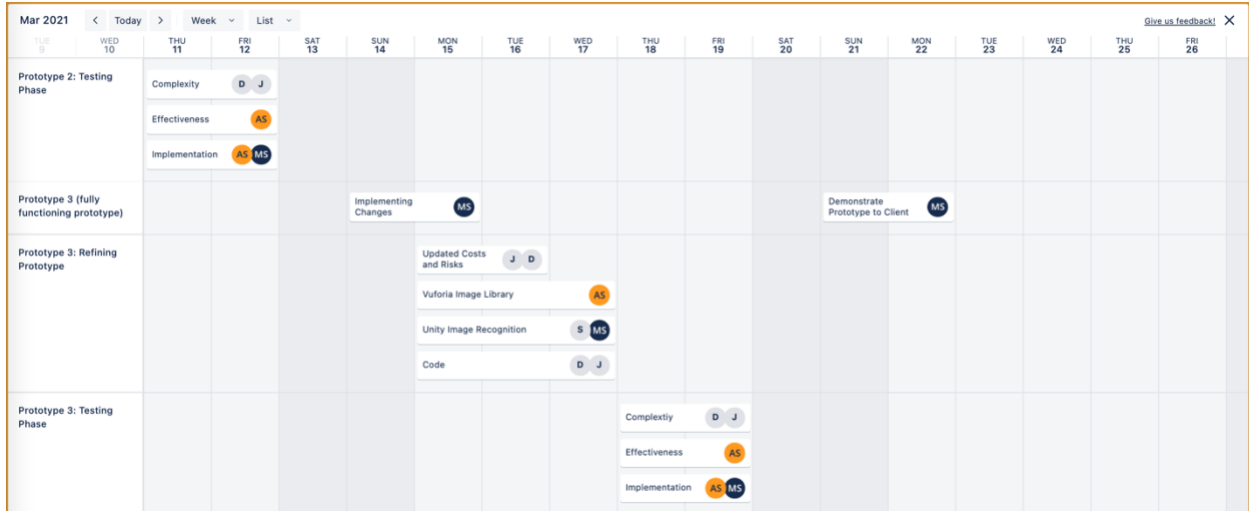 Mar 2021 < Today > Week List Give us feedback! X
TUE WED THU FRI SAT SUN MON TUE WED THU FRI SAT SUN MON TUE WED THU FRI
9 10 11 12 13 14 15 16 17 18 19 20 21 22 23 24 25 26
Prototype 2: Testing
Phase
Complexity D J
Effectiveness AS
Implementation AS MS
Prototype 3 (fully
functioning prototype)
Implementing
Changes MS
Demonstrate
Prototype to Client MS
Prototype 3: Refining
Prototype
Updated Costs
and Risks J D
Vuforia Image Library AS
Unity Image Recognition S MS
Code D J
Prototype 3: Testing
Phase
Complextiy D J
Effectiveness AS
Implementation AS MS